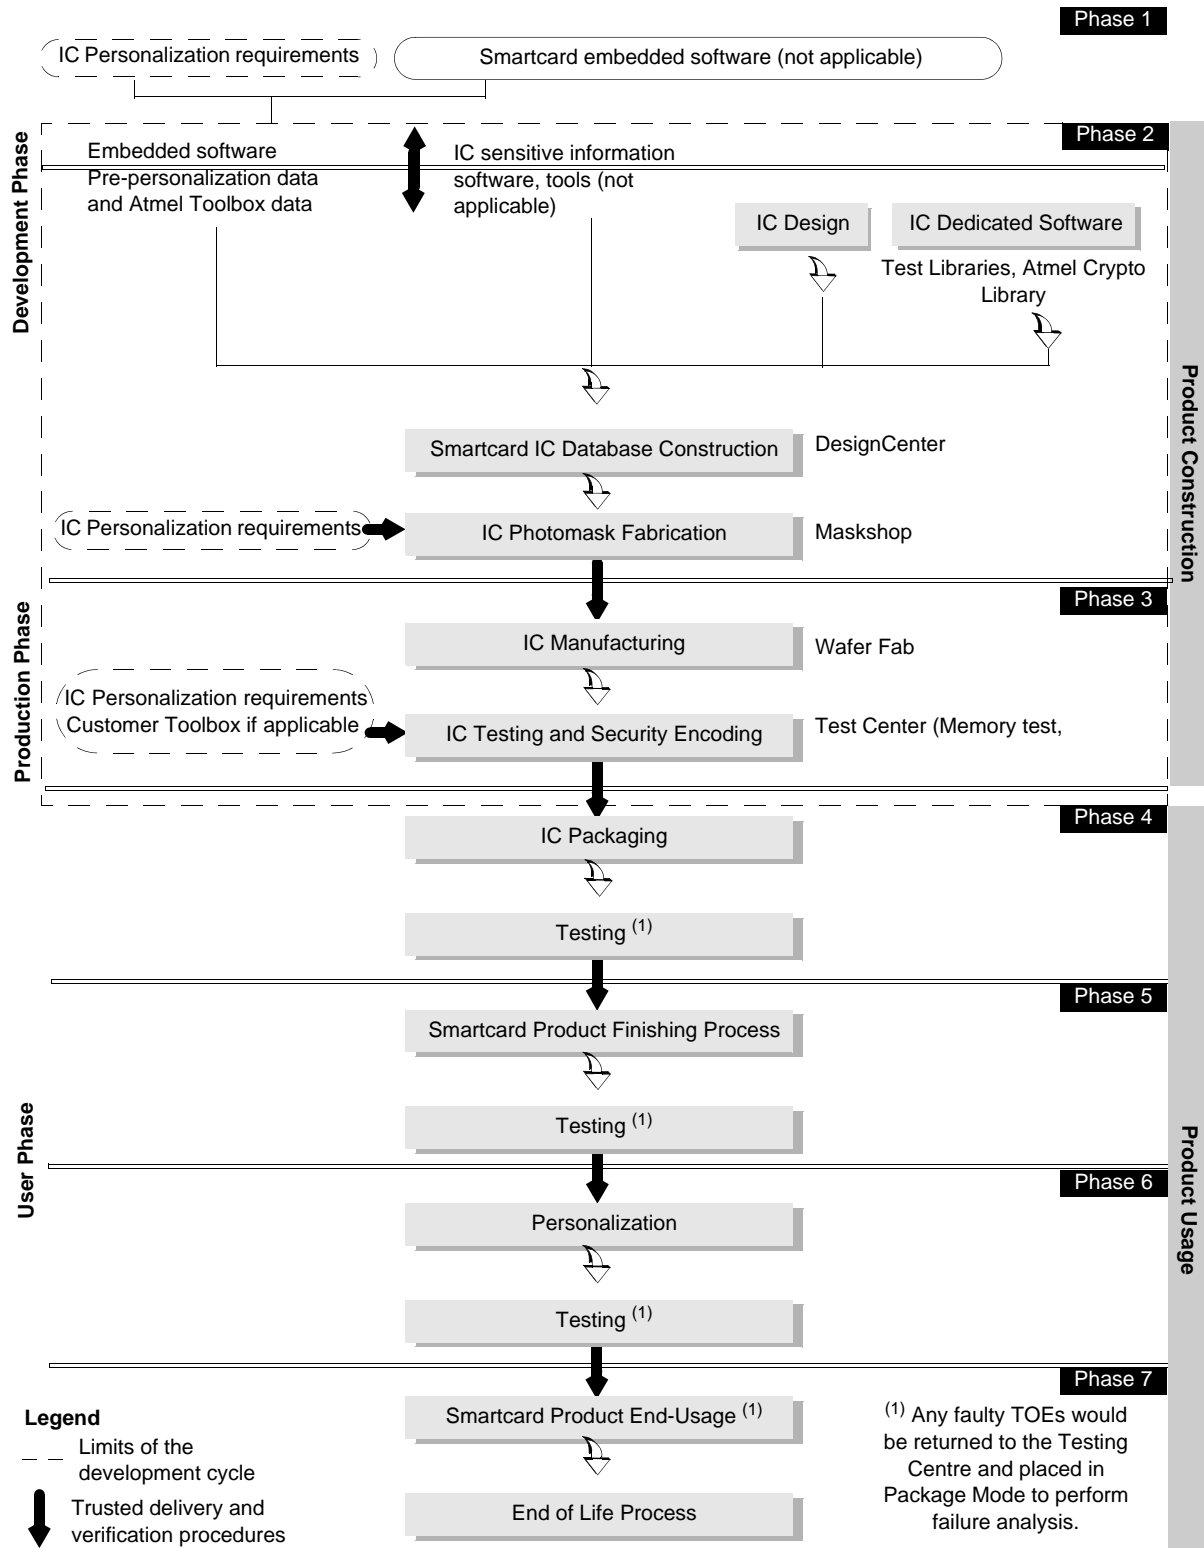 Phase 1
IC Personalization requirements
Smartcard embedded software (not applicable)
Development Phase
Phase 2
Embedded software
Pre-personalization data
and Atmel Toolbox data
IC sensitive information
software, tools (not
applicable)
IC Design
IC Dedicated Software
Test Libraries, Atmel Crypto
Library
Product Construction
Smartcard IC Database Construction
DesignCenter
IC Personalization requirements
IC Photomask Fabrication
Maskshop
Production Phase
Phase 3
IC Manufacturing
Wafer Fab
IC Personalization requirements
Customer Toolbox if applicable
IC Testing and Security Encoding
Test Center (Memory test,
Phase 4
IC Packaging
Testing (1)
Phase 5
Smartcard Product Finishing Process
Testing (1)
User Phase
Product Usage
Phase 6
Personalization
Testing (1)
Phase 7
Smartcard Product End-Usage (1)
End of Life Process
Legend
Limits of the
development cycle
Trusted delivery and
verification procedures
(1) Any faulty TOEs would
be returned to the Testing
Centre and placed in
Package Mode to perform
failure analysis.